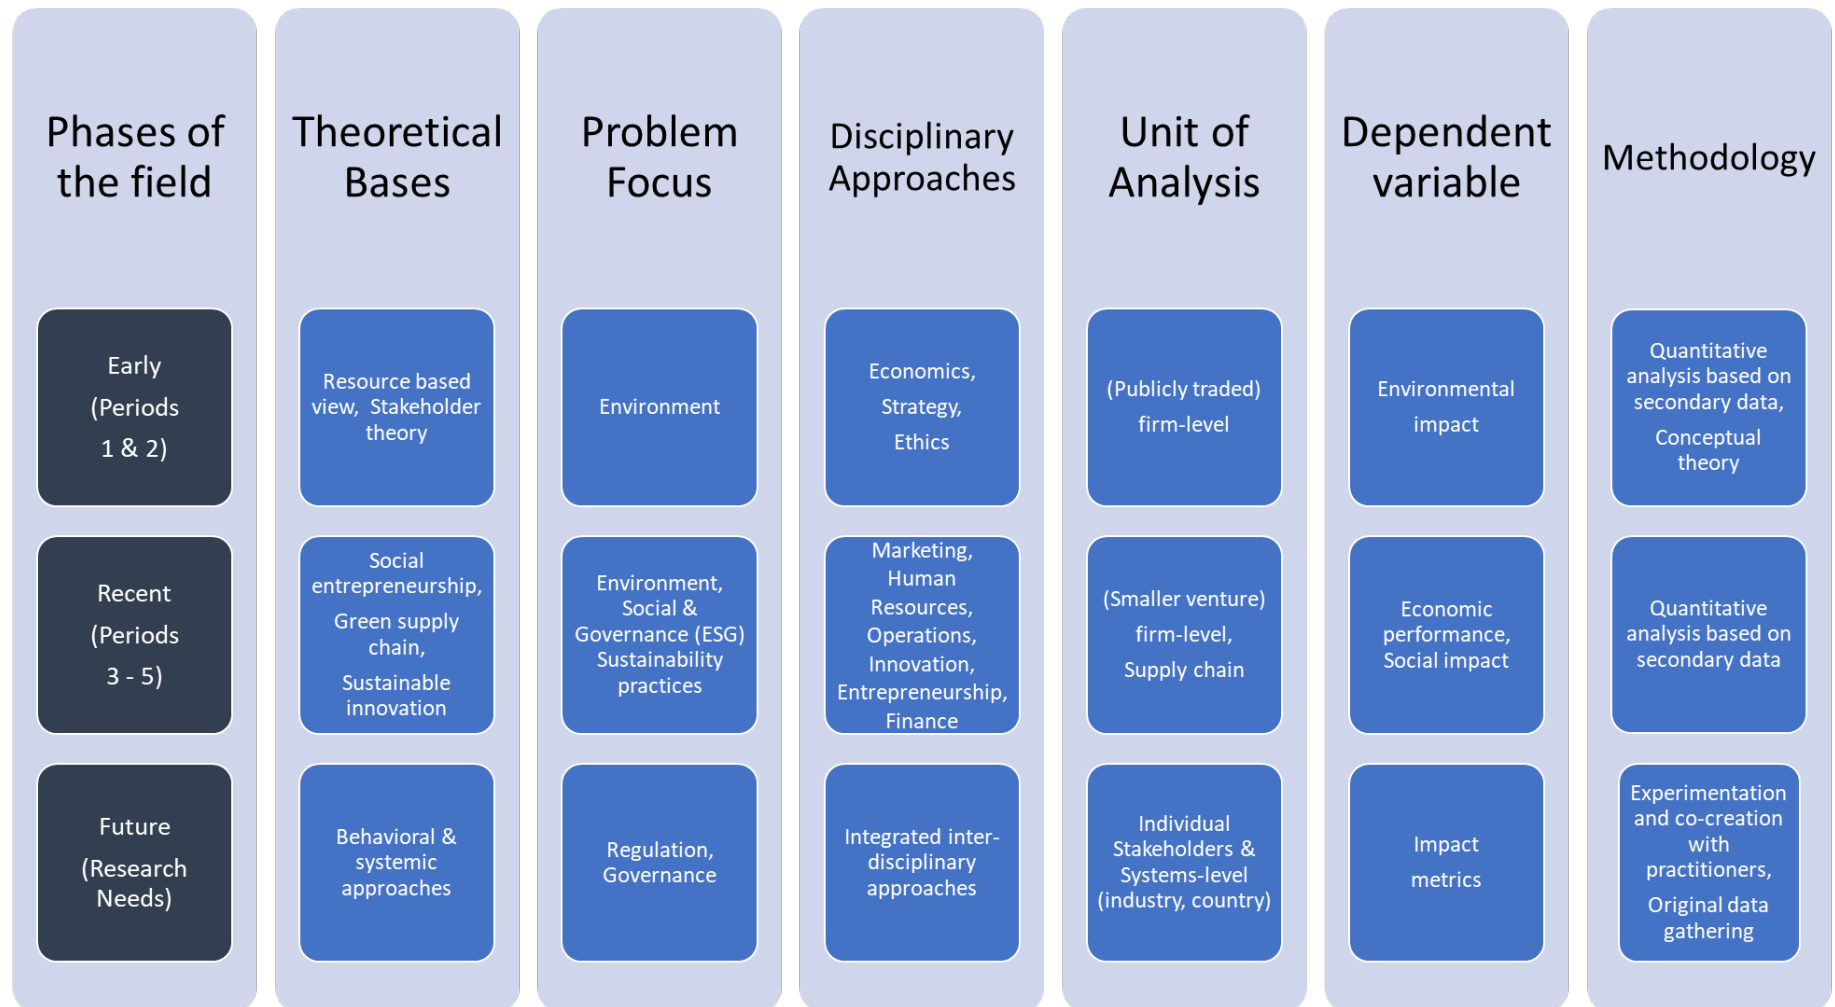 Phases of
the field
Theoretical
Bases
Problem
Focus
Disciplinary
Approaches
Unit of
Analysis
Dependent
variable
Methodology
Early
(Periods
1 & 2)
Resource based
view, Stakeholder
theory
Environment
Economics,
Strategy,
Ethics
(Publicly traded)
firm-level
Environmental
impact
Quantitative
analysis based on
secondary data,
Conceptual
theory
Recent
(Periods
3 - 5)
Social
entrepreneurship,
Green supply
chain,
Sustainable
innovation
Environment,
Social &
Governance (ESG)
Sustainability
practices
Marketing,
Human
Resources,
Operations,
Innovation,
Entrepreneurship,
Finance
(Smaller venture)
firm-level,
Supply chain
Economic
performance,
Social impact
Quantitative
analysis based on
secondary data
Future
(Research
Needs)
Behavioral &
systemic
approaches
Regulation,
Governance
Integrated inter-
disciplinary
approaches
Individual
Stakeholders &
Systems-level
(industry, country)
Impact
metrics
Experimentation
and co-creation
with
practitioners,
Original data
gathering